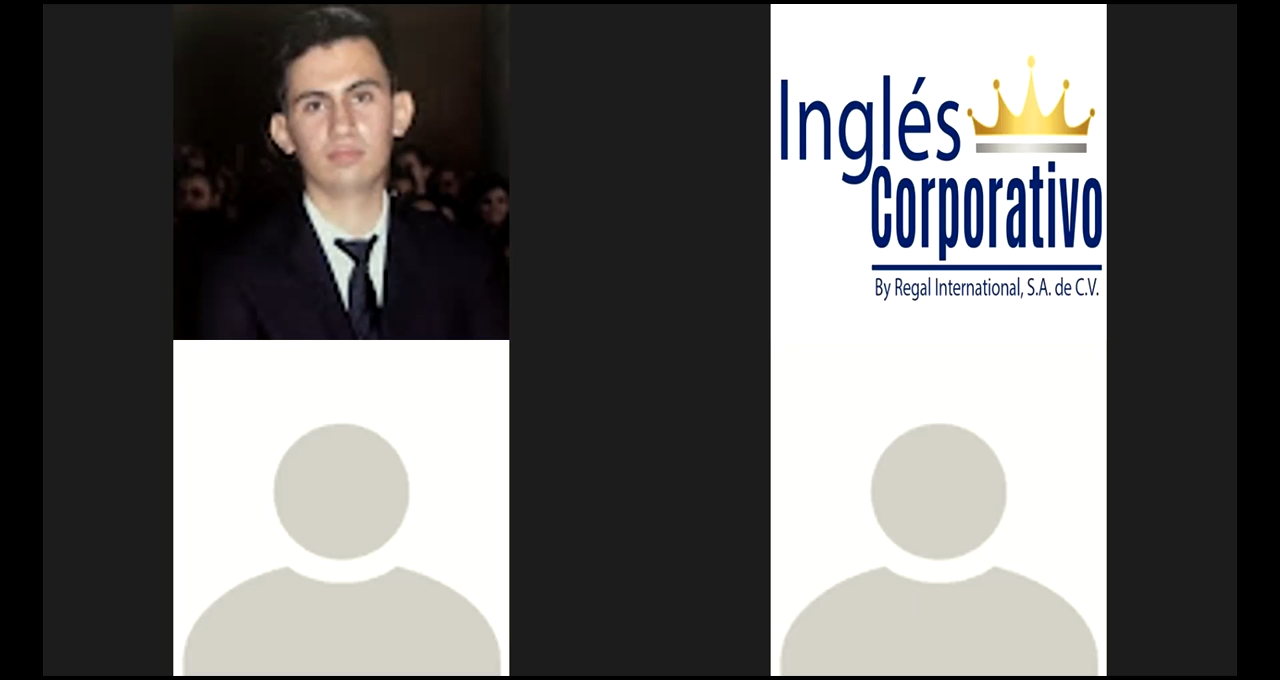 Inglés
Corporativo
By Regal International, S.A. de C.V.